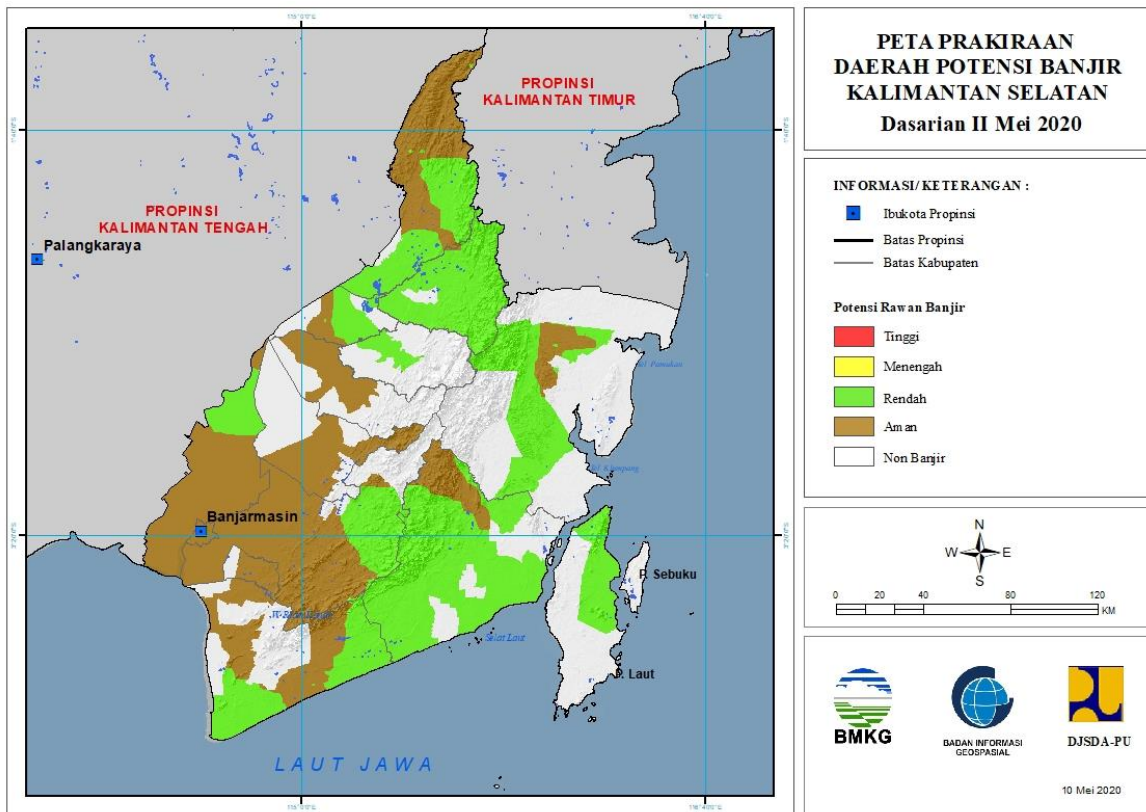 PROPINSI
KALIMANTAN TIMUR
PROPINSI
KALIMANTAN TENGAH
Palangkaraya
Banjarmasin
P. Sebuku
Selat Laut
P. Laut
LAUT JAWA
PETA PRAKIRAAN
DAERAH POTENSI BANJIR
KALIMANTAN SELATAN
Dasarian II Mei 2020
INFORMASI/ KETERANGAN :
Ibukota Propinsi
Batas Propinsi
Batas Kabupaten
Potensi Rawan Banjir
Tinggi
Menengah
Rendah
Aman
Non Banjir
N
W E
S
0 20 40 80 120
KM
BMKG
BADAN INFORMASI
GEOSPASIAL
DJSDA-PU
10 Mei 2020